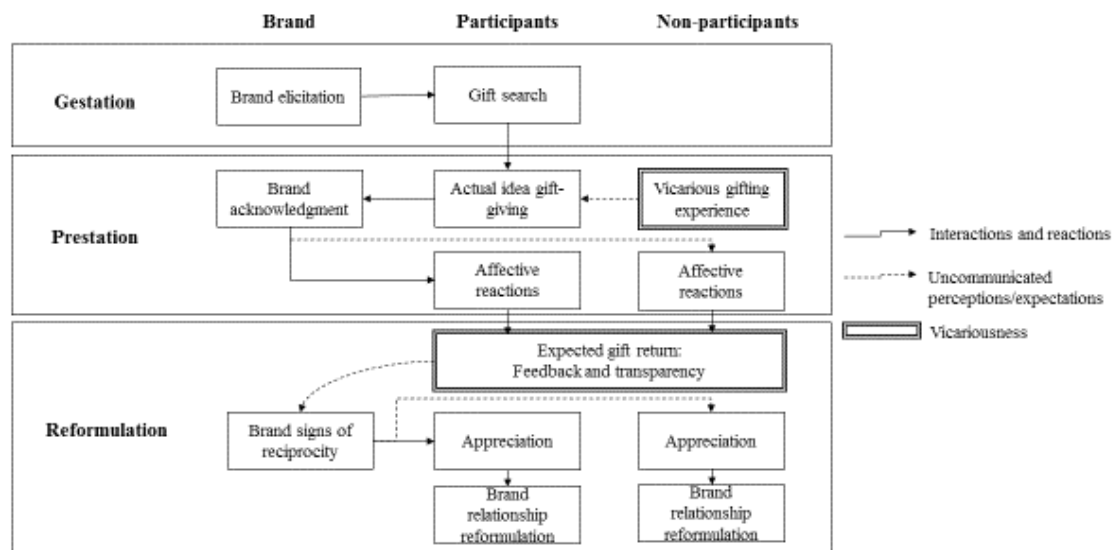 Brand Participants Non-participants
Gestation
Brand elicitation
Gift search
Prestation
Brand
acknowledgment
Actual idea gift-
giving
Vicarious gifting
experience
Affective
reactions
Affective
reactions
Interactions and reactions
Uncommunicated
perceptions/expectations
Vicariousness
Reformulation
Expected gift return:
Feedback and transparency
Brand signs of
reciprocity
Appreciation
Appreciation
Brand
relationship
reformulation
Brand
relationship
reformulation